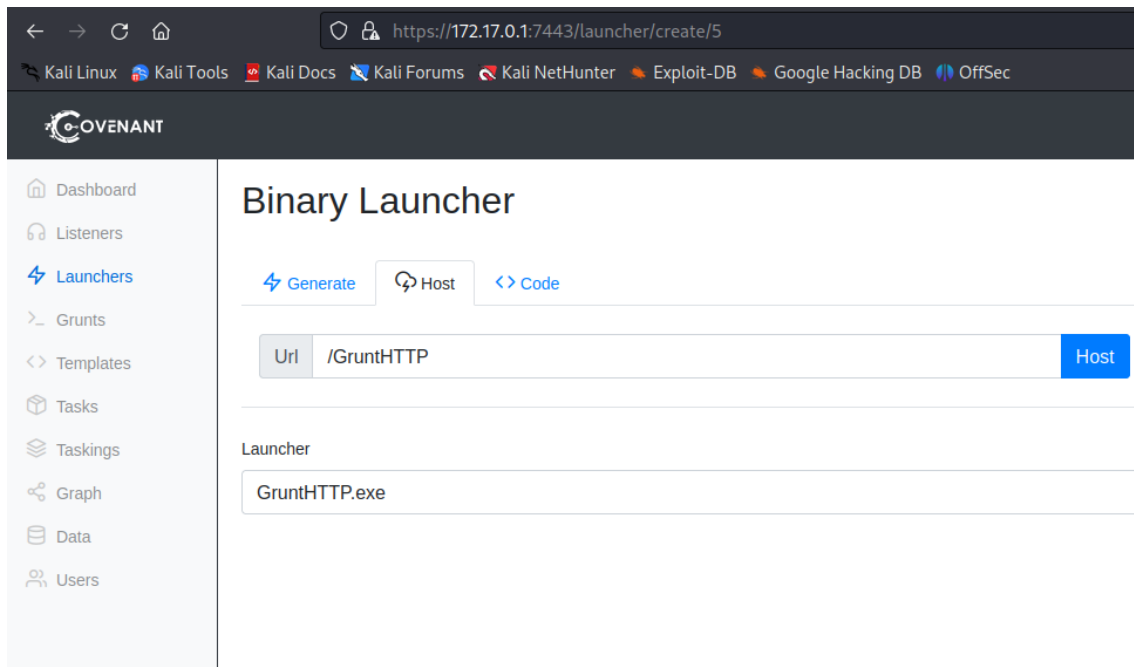 https://172.17.0.1:7443/launcher/create/5
Kali Linux Kali Tools Kali Docs Kali Forums Kali NetHunter Exploit-DB Google Hacking DB OffSec
COVENANT
Dashboard
Listeners
Launchers
Grunts
Templates
Tasks
Taskings
Graph
Data
Users
Binary Launcher
Generate Host Code
Url /GruntHTTP Host
Launcher
GruntHTTP.exe